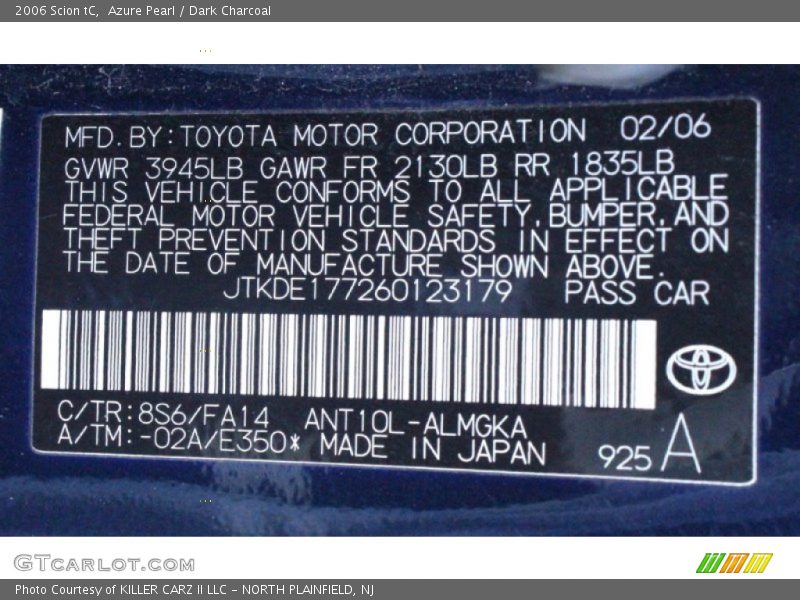 2006 Scion tC,  Azure Pearl / Dark Charcoal
MFD. BY: TOYOTA MOTOR CORPORATION 02/06
GVWR 3945LB GAWR FR 2130LB RR 1835LB
THIS VEHICLE CONFORMS TO ALL APPLICABLE
FEDERAL MOTOR VEHICLE SAFETY, BUMPER, AND
THEFT PREVENTION STANDARDS IN EFFECT ON
THE DATE OF MANUFACTURE SHOWN ABOVE.
JTKDE177260123179 PASS CAR
C/TR: 8S6/FA14 ANT10L-ALMGKA
A/TM: -02A/E350* MADE IN JAPAN 925 A
GTCARLOT.COM
Photo Courtesy of KILLER CARZ II LLC - NORTH PLAINFIELD, NJ